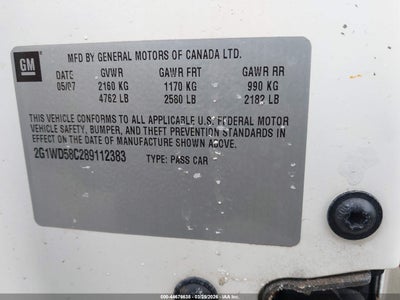 GM
MFD BY GENERAL MOTORS OF CANADA LTD.
DATE GVWR GAWR FRT GAWR RR
05/07 2160 KG 1170 KG 990 KG
4762 LB 2580 LB 2182 LB
THIS VEHICLE CONFORMS TO ALL APPLICABLE U.S. FEDERAL MOTOR
VEHICLE SAFETY, BUMPER, AND THEFT PREVENTION STANDARDS IN
EFFECT ON THE DATE OF MANUFACTURE SHOWN ABOVE.
2G1WD58C289112383 TYPE: PASS CAR